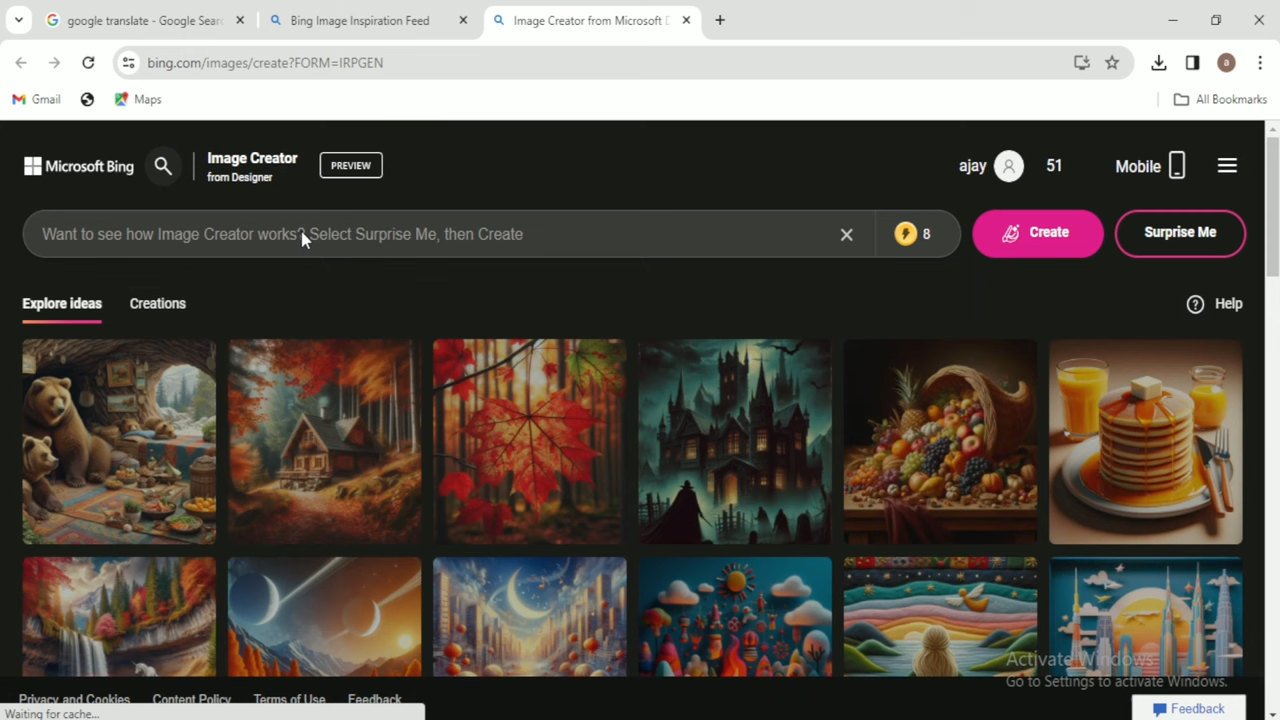 google translate - Google Sear
Bing Image Inspiration Feed
Image Creator from Microsoft D
bing.com/images/create?FORM=IRPGEN
a
Gmail
Maps
All Bookmarks
Microsoft Bing
Image Creator
from Designer
PREVIEW
ajay
51
Mobile
Want to see how Image Creator works? Select Surprise Me, then Create
8
Create
Surprise Me
Explore ideas
Creations
Help
Activate Windows
Go to Settings to activate Windows.
Privacy and Cookies
Content Policy
Terms of Use
Feedback
Feedback
Waiting for cache...